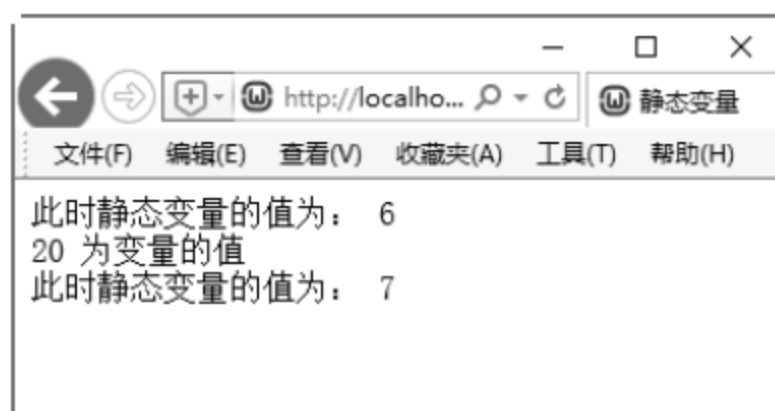 http://localho...
静态变量
文件(F) 编辑(E) 查看(V) 收藏夹(A) 工具(T) 帮助(H)
此时静态变量的值为： 6
20 为变量的值
此时静态变量的值为： 7